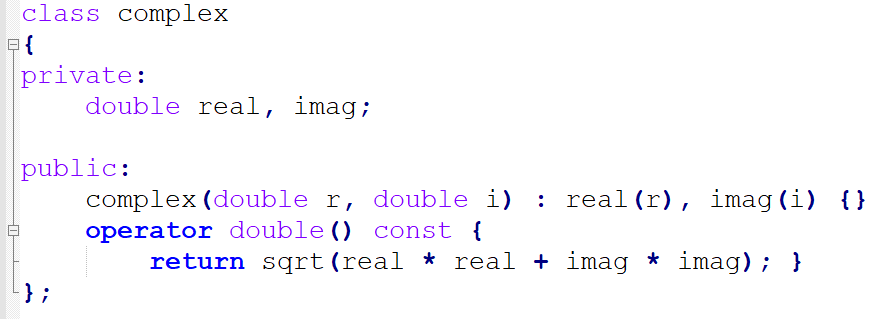 class complex
{
private:
    double real, imag;

public:
    complex(double r, double i) : real(r), imag(i) {}
    operator double() const {
        return sqrt(real * real + imag * imag); }
};